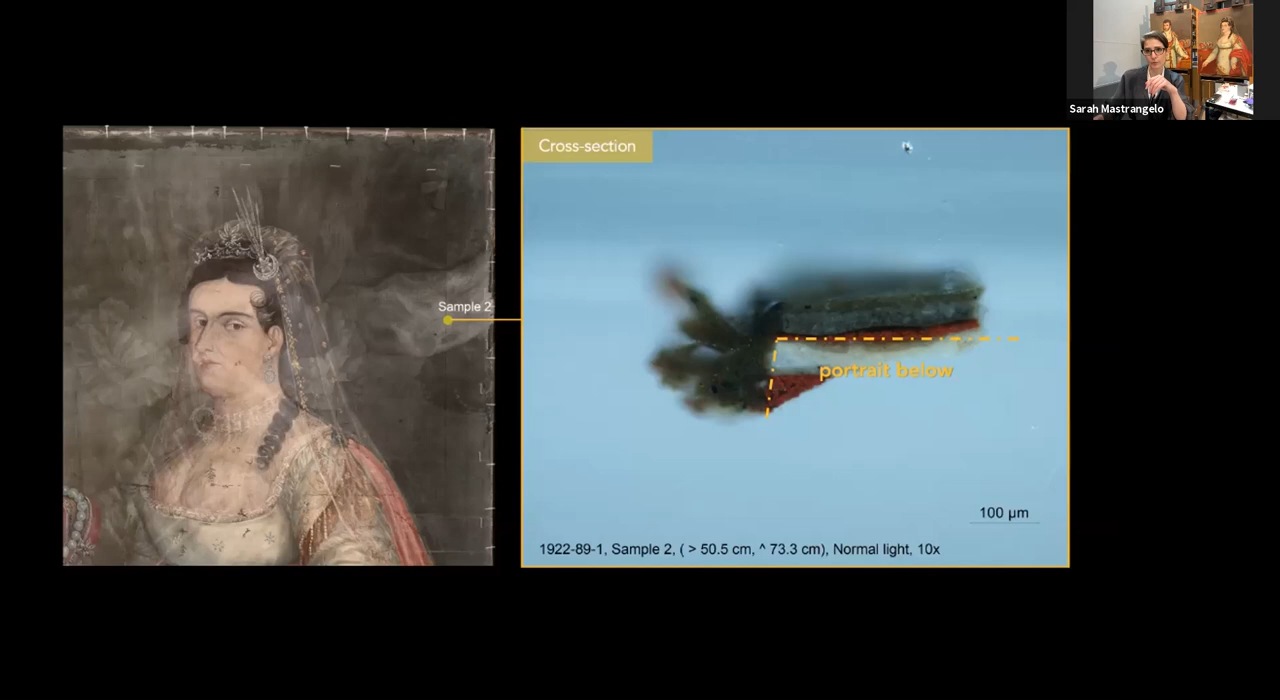 Sarah Mastrangelo
Cross-section
Sample 2
portrait below
100 µm
1922-89-1, Sample 2, ( > 50.5 cm, ^ 73.3 cm), Normal light, 10x